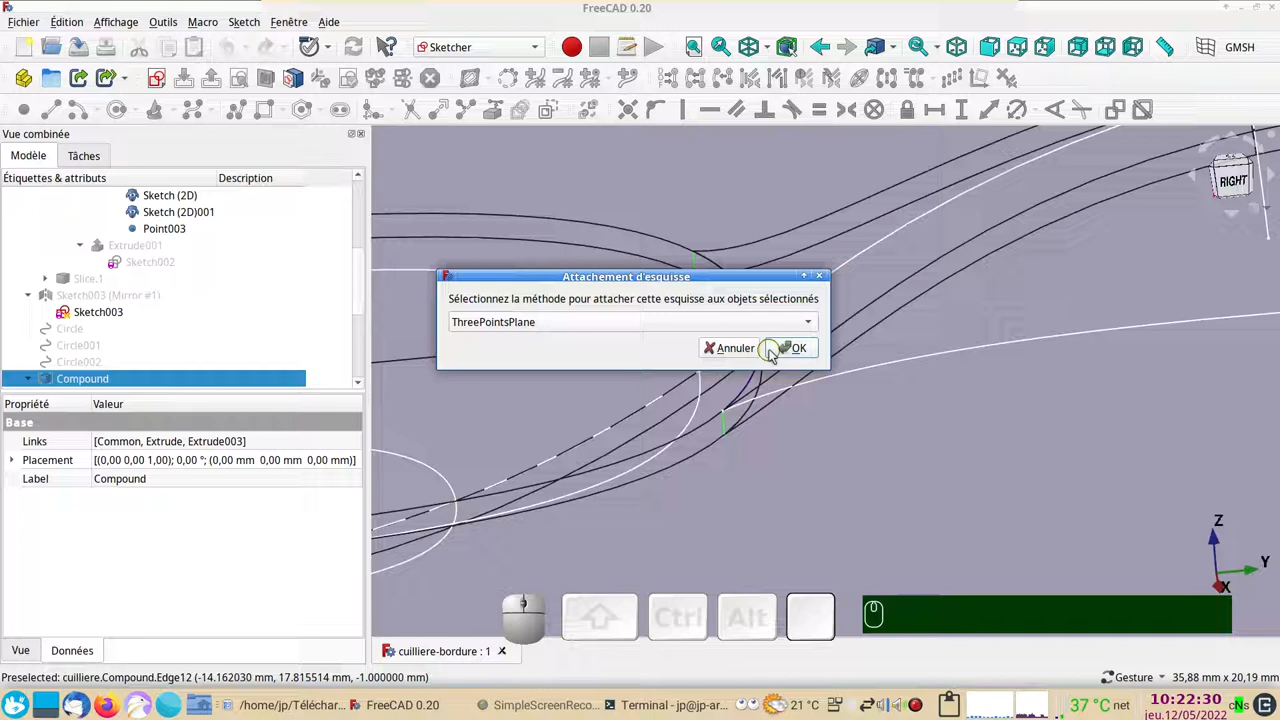 FreeCAD 0.20
Fichier Édition Affichage Outils Macro Sketch Fenêtre Aide
Sketcher
GMSH
Vue combinée
Modèle Tâches
Étiquettes & attributs Description
Sketch (2D)
Sketch (2D)001
Point003
Extrude001
Sketch002
Slice.1
Sketch003 (Mirror #1)
Sketch003
Circle
Circle001
Circle002
Compound
Propriété Valeur
Base
Links [Common, Extrude, Extrude003]
Placement [(0,00 0,00 1,00); 0,00 °; (0,00 mm 0,00 mm 0,00 mm)]
Label Compound
Vue Données
RIGHT
Attachement d'esquisse
Sélectionnez la méthode pour attacher cette esquisse aux objets sélectionnés
ThreePointsPlane
Annuler OK
Z
Y
X
Ctrl Alt
cuilliere-bordure : 1
Preselected: cuilliere.Compound.Edge12 (-14.162030 mm, 17.815514 mm, -1.000000 mm)
Gesture 35,88 mm x 20,19 mm
/home/jp/Téléchar... FreeCAD 0.20 SimpleScreenReco... Terminal - jp@jp-ar... 21 °C 37 °C net 10:22:30 cNs
jeu.12/05/2022